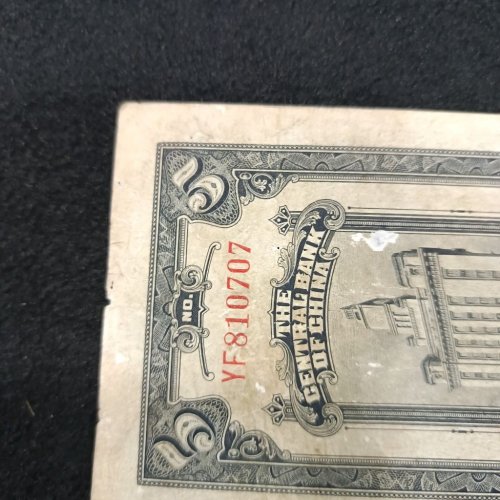 5
NO.
YF810707
5
THE
CENTRAL BANK
OF CHINA